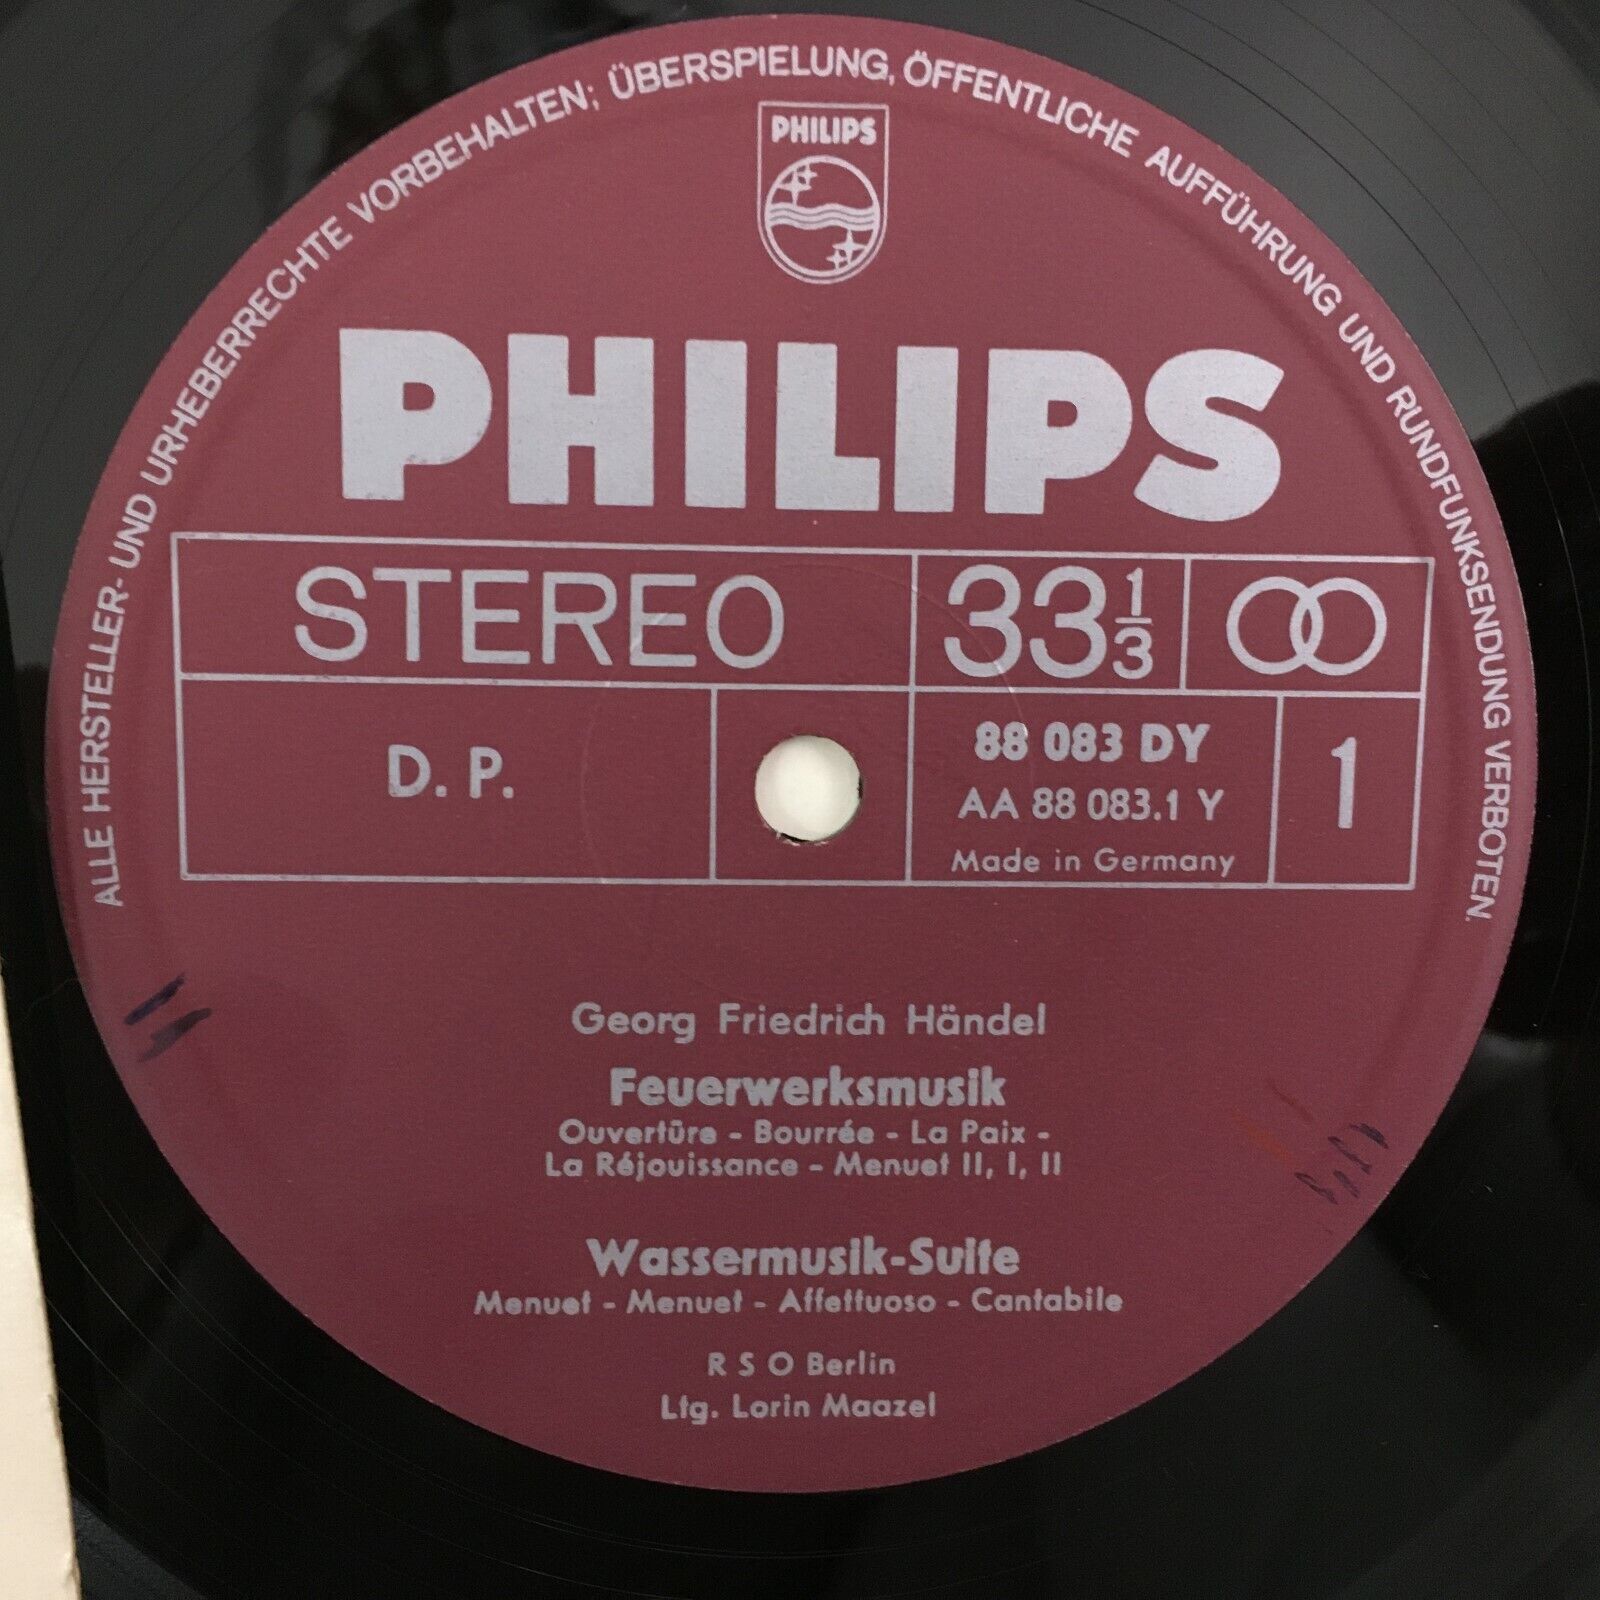 ALLE HERSTELLER- UND URHEBERRECHTE VORBEHALTEN; ÜBERSPIELUNG, ÖFFENTLICHE AUFFÜHRUNG UND RUNDFUNKSENDUNG VERBOTEN.
PHILIPS
PHILIPS
STEREO
33 1/3
D. P.
88 083 DY
AA 88 083.1 Y
Made in Germany
1
Georg Friedrich Händel
Feuerwerksmusik
Ouvertüre - Bourrée - La Paix -
La Réjouissance - Menuet II, I, II
Wassermusik-Suite
Menuet - Menuet - Affettuoso - Cantabile
R S O Berlin
Ltg. Lorin Maazel